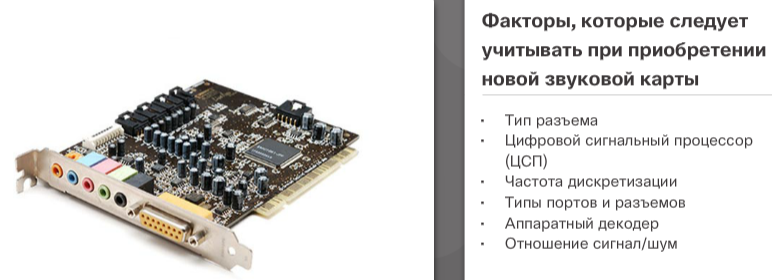 Факторы, которые следует
учитывать при приобретении
новой звуковой карты
• Тип разъема
• Цифровой сигнальный процессор
(ЦСП)
• Частота дискретизации
• Типы портов и разъемов
• Аппаратный декодер
• Отношение сигнал/шум